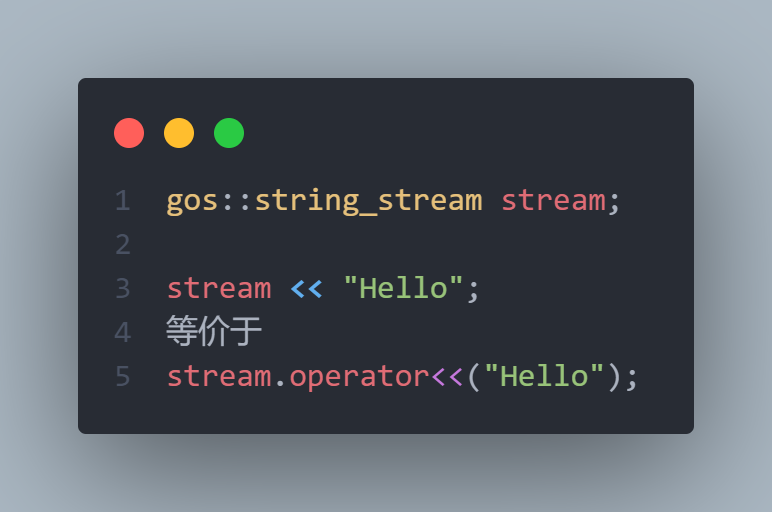 1 gos::string_stream stream;
2
3 stream << "Hello";
4 等价于
5 stream.operator<<("Hello");